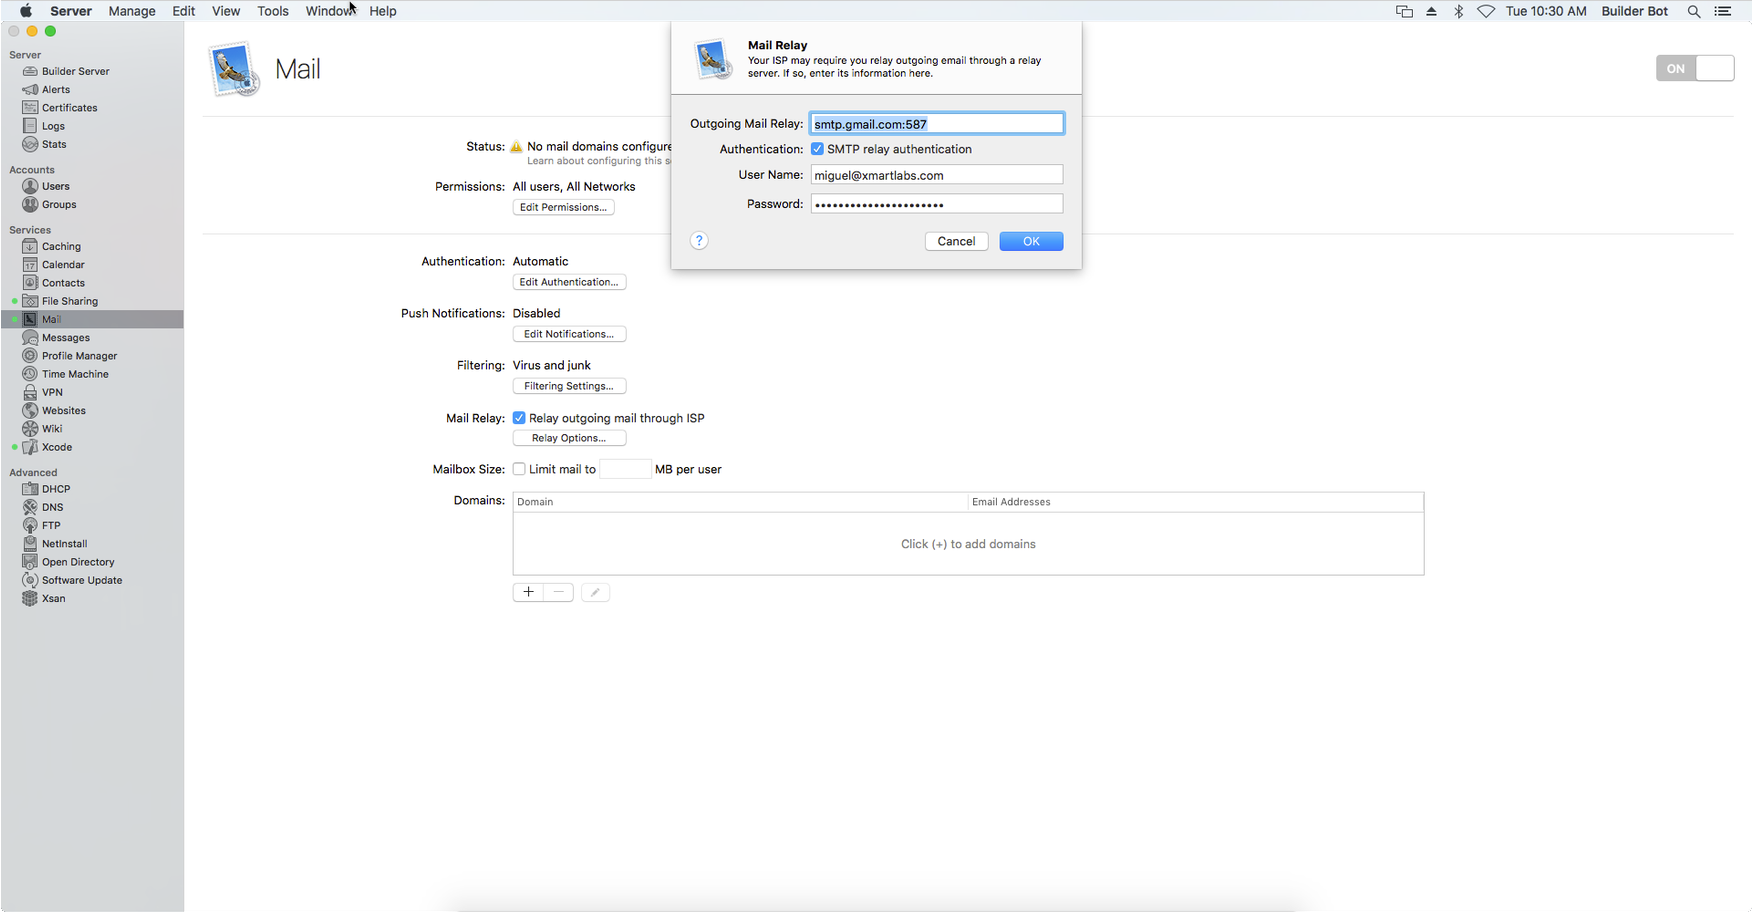 Server Manage Edit View Tools Window Help
Tue 10:30 AM Builder Bot
Server
Builder Server
Alerts
Certificates
Logs
Stats
Accounts
Users
Groups
Services
Caching
17 Calendar
Contacts
File Sharing
Mail
Messages
Profile Manager
Time Machine
VPN
Websites
Wiki
Xcode
Advanced
DHCP
DNS
FTP
NetInstall
Open Directory
Software Update
Xsan
Mail
ON
Status: No mail domains configure
Learn about configuring this s
Permissions: All users, All Networks
Edit Permissions...
Authentication: Automatic
Edit Authentication...
Push Notifications: Disabled
Edit Notifications...
Filtering: Virus and junk
Filtering Settings...
Mail Relay: Relay outgoing mail through ISP
Relay Options...
Mailbox Size: Limit mail to MB per user
Domains: Domain Email Addresses
Click (+) to add domains
Mail Relay
Your ISP may require you relay outgoing email through a relay
server. If so, enter its information here.
Outgoing Mail Relay: smtp.gmail.com:587
Authentication: SMTP relay authentication
User Name: miguel@xmartlabs.com
Password: ••••••••••••••••••••••
? Cancel OK